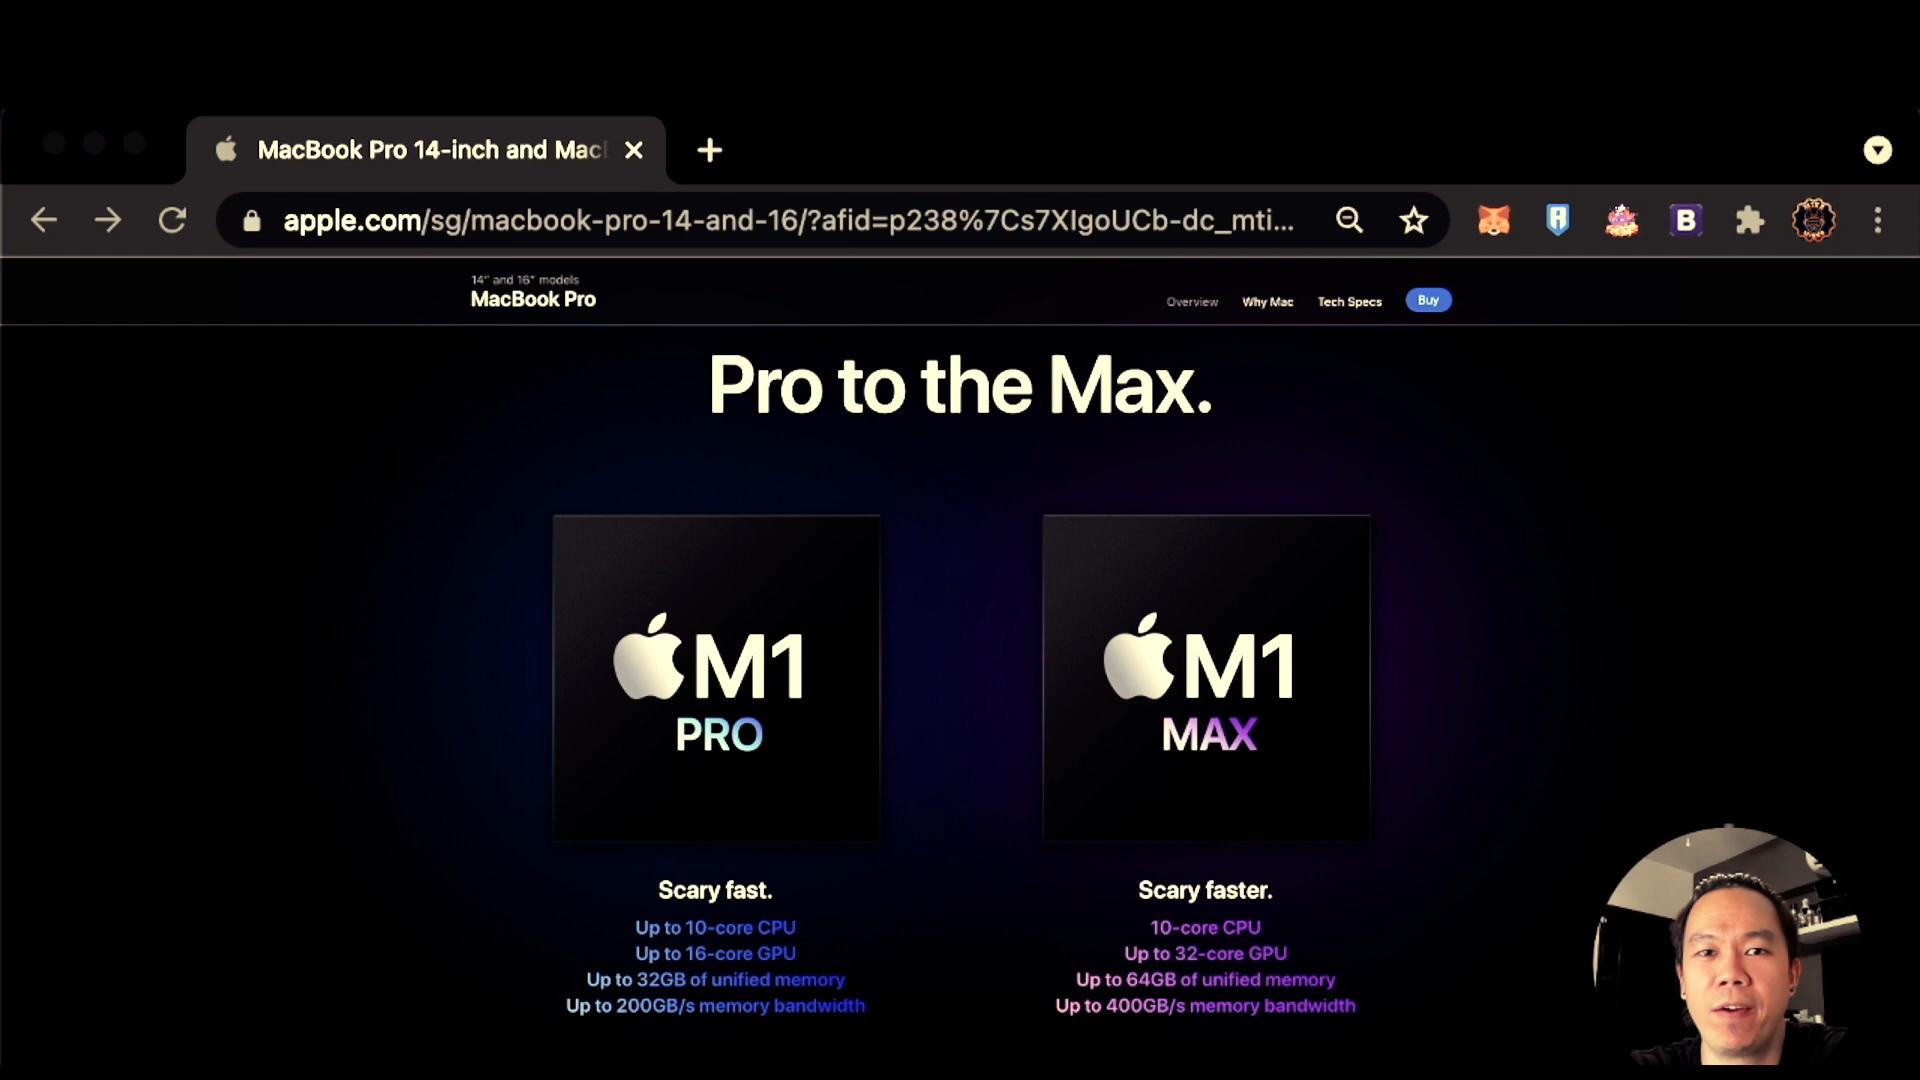 MacBook Pro 14-inch and Mac
apple.com/sg/macbook-pro-14-and-16/?afid=p238%7Cs7XIgoUCb-dc_mti...
B
14" and 16" models
MacBook Pro
Overview Why Mac Tech Specs Buy
Pro to the Max.
M1
PRO
M1
MAX
Scary fast.
Up to 10-core CPU
Up to 16-core GPU
Up to 32GB of unified memory
Up to 200GB/s memory bandwidth
Scary faster.
10-core CPU
Up to 32-core GPU
Up to 64GB of unified memory
Up to 400GB/s memory bandwidth